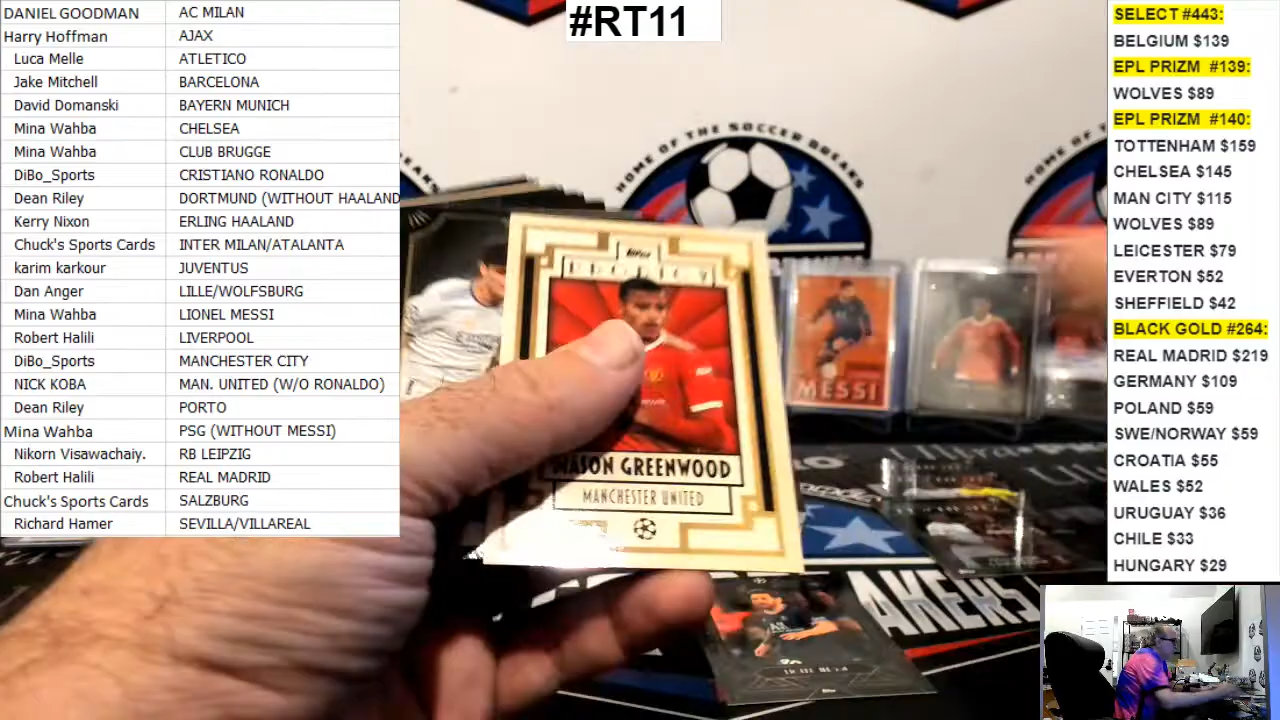 DANIEL GOODMAN AC MILAN
Harry Hoffman AJAX
Luca Melle ATLETICO
Jake Mitchell BARCELONA
David Domanski BAYERN MUNICH
Mina Wahba CHELSEA
Mina Wahba CLUB BRUGGE
DiBo_Sports CRISTIANO RONALDO
Dean Riley DORTMUND (WITHOUT HAALAND
Kerry Nixon ERLING HAALAND
Chuck's Sports Cards INTER MILAN/ATALANTA
karim karkour JUVENTUS
Dan Anger LILLE/WOLFSBURG
Mina Wahba LIONEL MESSI
Robert Halili LIVERPOOL
DiBo_Sports MANCHESTER CITY
NICK KOBA MAN. UNITED (W/O RONALDO)
Dean Riley PORTO
Mina Wahba PSG (WITHOUT MESSI)
Nikorn Visawachaiy. RB LEIPZIG
Robert Halili REAL MADRID
Chuck's Sports Cards SALZBURG
Richard Hamer SEVILLA/VILLAREAL
#RT11
HOME OF THE SOCCER BREAKS
HOME OF THE
MESSI
MASON GREENWOOD
MANCHESTER UNITED
AKERS
SELECT #443:
BELGIUM $139
EPL PRIZM #139:
WOLVES $89
EPL PRIZM #140:
TOTTENHAM $159
CHELSEA $145
MAN CITY $115
WOLVES $89
LEICESTER $79
EVERTON $52
SHEFFIELD $42
BLACK GOLD #264:
REAL MADRID $219
GERMANY $109
POLAND $59
SWE/NORWAY $59
CROATIA $55
WALES $52
URUGUAY $36
CHILE $33
HUNGARY $29